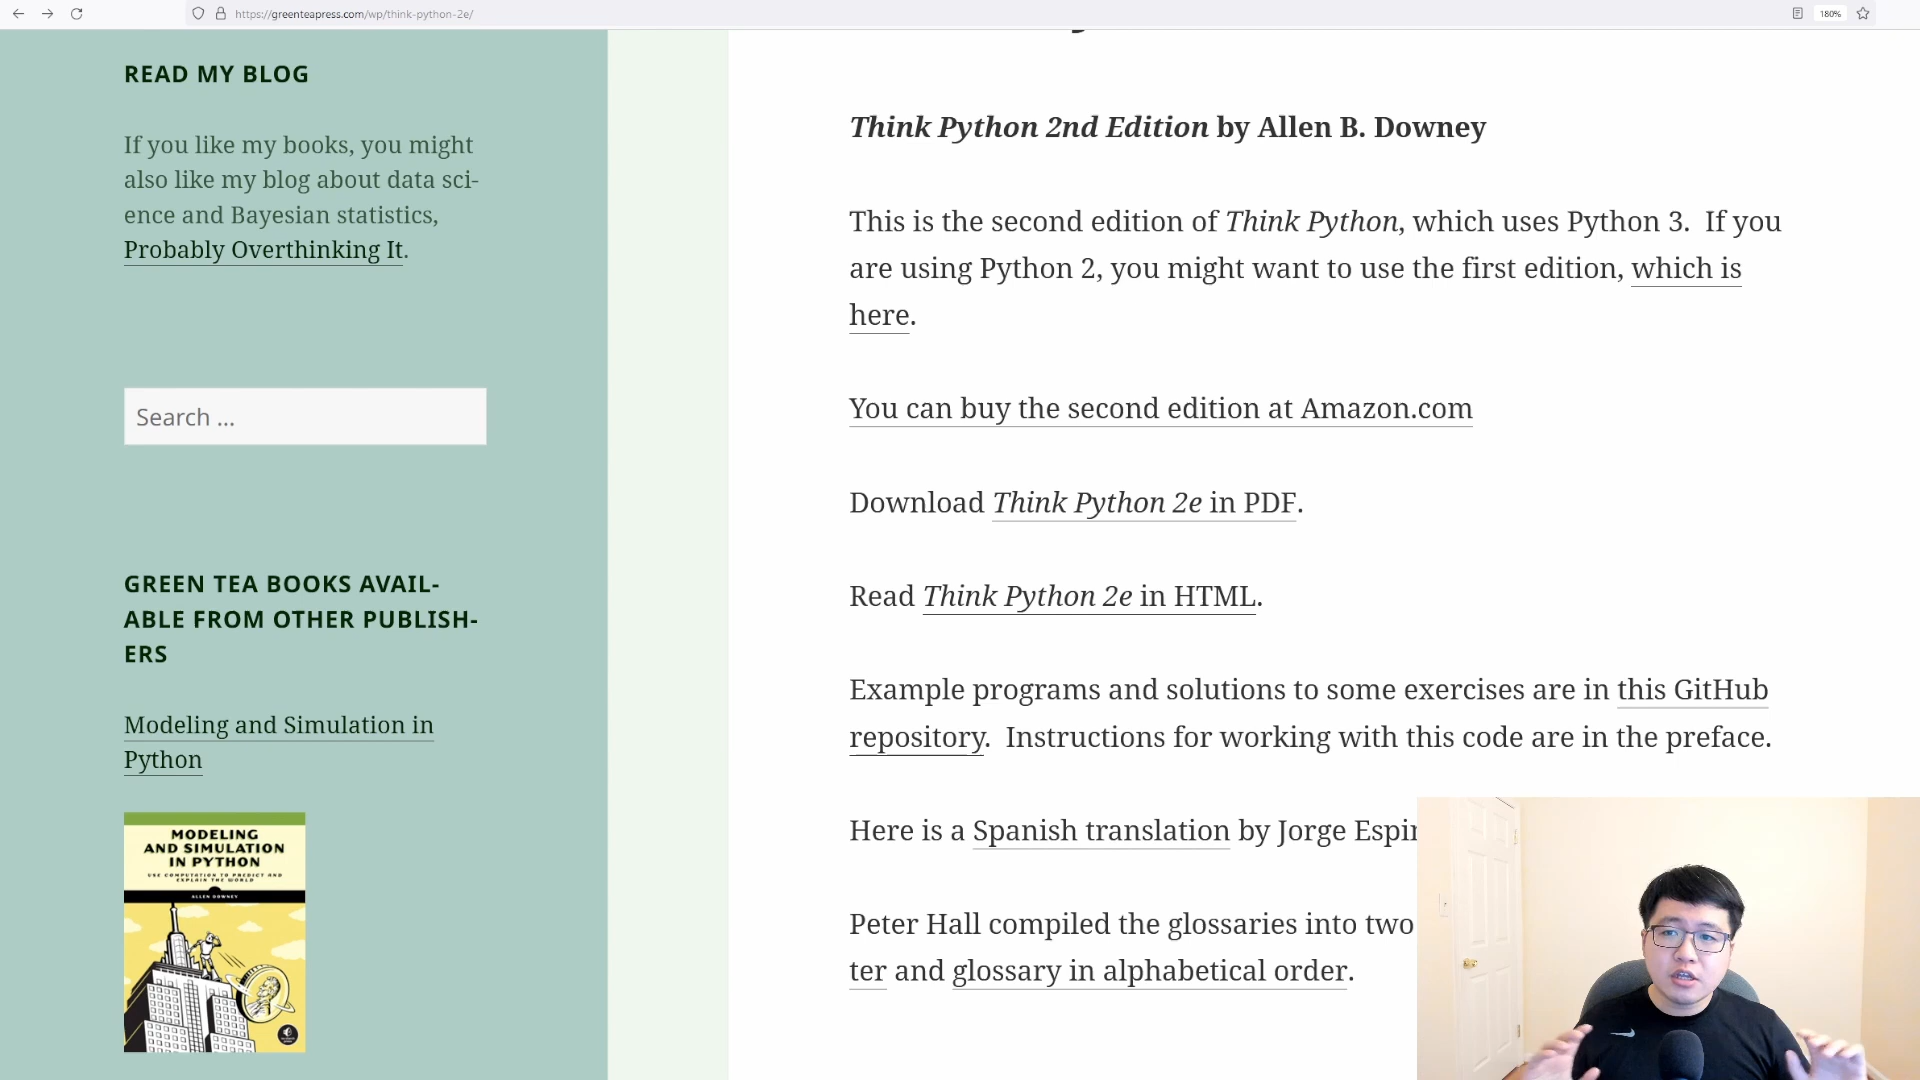 https://greenteapress.com/wp/think-python-2e/
180%
READ MY BLOG
If you like my books, you might
also like my blog about data sci-
ence and Bayesian statistics,
Probably Overthinking It.
Search ...
GREEN TEA BOOKS AVAIL-
ABLE FROM OTHER PUBLISH-
ERS
Modeling and Simulation in
Python
MODELING
AND SIMULATION
IN PYTHON
USE COMPUTATION TO PREDICT AND
EXPLAIN THE WORLD
ALLEN DOWNEY
Think Python 2nd Edition by Allen B. Downey
This is the second edition of Think Python, which uses Python 3.  If you
are using Python 2, you might want to use the first edition, which is
here.
You can buy the second edition at Amazon.com
Download Think Python 2e in PDF.
Read Think Python 2e in HTML.
Example programs and solutions to some exercises are in this GitHub
repository.  Instructions for working with this code are in the preface.
Here is a Spanish translation by Jorge
Peter Hall compiled the glossaries into two
ter and glossary in alphabetical order.